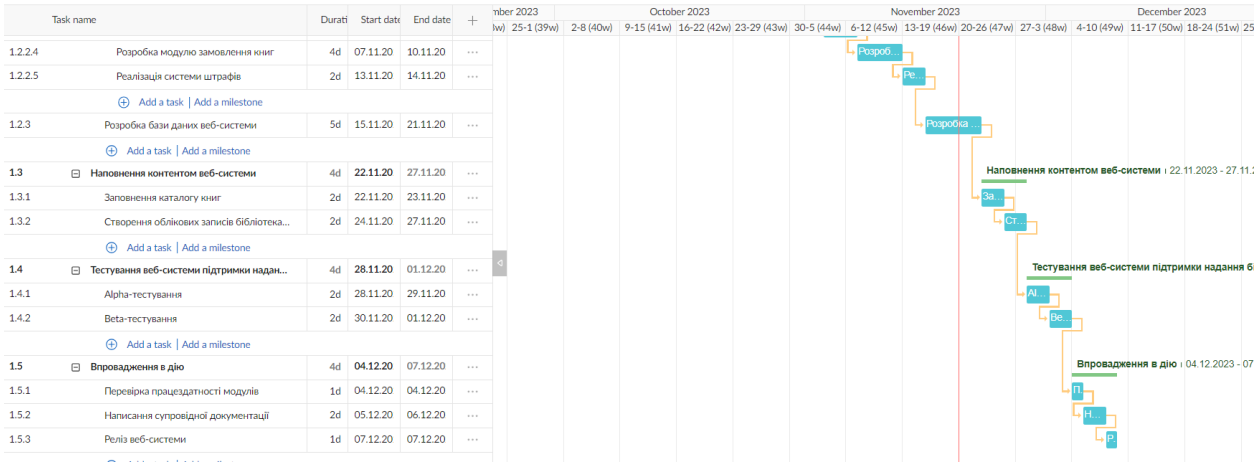 Task name Durati Start date End date +
mber 2023 October 2023 November 2023 December 2023
3w) 25-1 (39w) 2-8 (40w) 9-15 (41w) 16-22 (42w) 23-29 (43w) 30-5 (44w) 6-12 (45w) 13-19 (46w) 20-26 (47w) 27-3 (48w) 4-10 (49w) 11-17 (50w) 18-24 (51w) 25
1.2.2.4 Розробка модулю замовлення книг 4d 07.11.20 10.11.20 ... Розроб...
1.2.2.5 Реалізація системи штрафів 2d 13.11.20 14.11.20 ... Ре...
Add a task | Add a milestone
1.2.3 Розробка бази даних веб-системи 5d 15.11.20 21.11.20 ... Розробка ...
Add a task | Add a milestone
1.3 Наповнення контентом веб-системи 4d 22.11.20 27.11.20 ... Наповнення контентом веб-системи 22.11.2023 - 27.11.2
1.3.1 Заповнення каталогу книг 2d 22.11.20 23.11.20 ... За...
1.3.2 Створення облікових записів бібліотека... 2d 24.11.20 27.11.20 ... Ст...
Add a task | Add a milestone
1.4 Тестування веб-системи підтримки надан... 4d 28.11.20 01.12.20 ... Тестування веб-системи підтримки надання бі
1.4.1 Alpha-тестування 2d 28.11.20 29.11.20 ... Al...
1.4.2 Beta-тестування 2d 30.11.20 01.12.20 ... Be...
Add a task | Add a milestone
1.5 Впровадження в дію 4d 04.12.20 07.12.20 ... Впровадження в дію 04.12.2023 - 07
1.5.1 Перевірка працездатності модулів 1d 04.12.20 04.12.20 ... П.
1.5.2 Написання супровідної документації 2d 05.12.20 06.12.20 ... Н...
1.5.3 Реліз веб-системи 1d 07.12.20 07.12.20 ... Р.